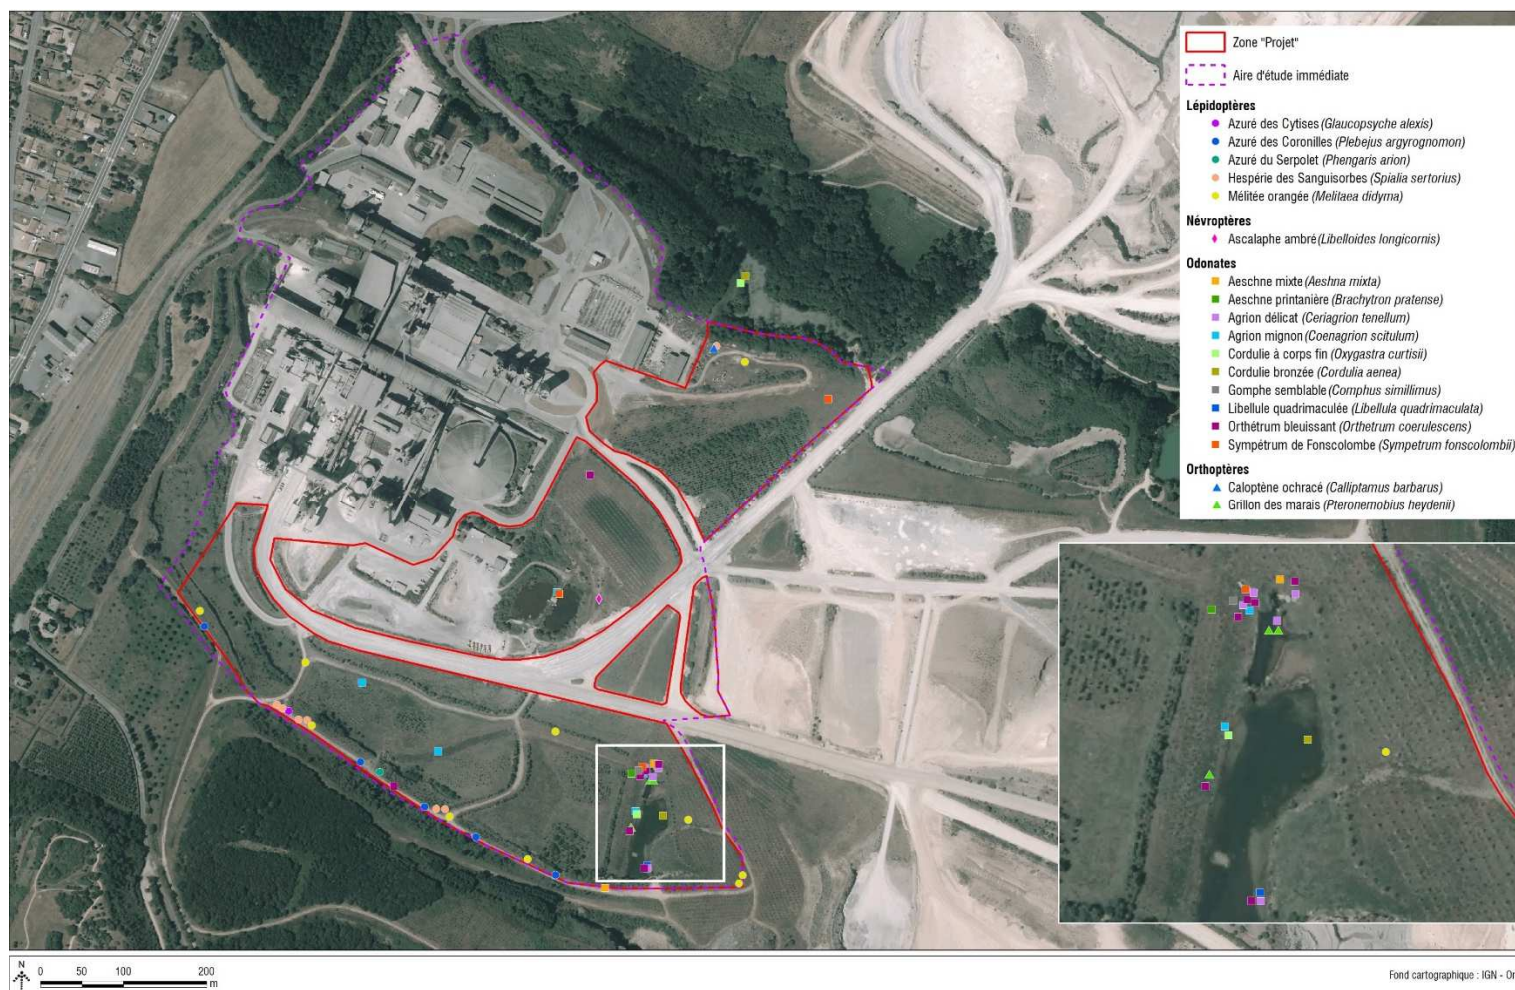 Zone "Projet"
Aire d'étude immédiate
Lépidoptères
Azuré des Cytises (Glaucopsyche alexis)
Azuré des Coronilles (Plebejus argyrognomon)
Azuré du Serpolet (Phengaris arion)
Hespérie des Sanguisorbes (Spialia sertorius)
Mélitée orangée (Melitaea didyma)
Névroptères
Ascalaphe ambré (Libelloides longicornis)
Odonates
Aeschne mixte (Aeshna mixta)
Aeschne printanière (Brachytron pratense)
Agrion délicat (Ceriagrion tenellum)
Agrion mignon (Coenagrion scitulum)
Cordulie à corps fin (Oxygastra curtisii)
Cordulie bronzée (Cordulia aenea)
Gomphe semblable (Comphus simillimus)
Libellule quadrimaculée (Libellula quadrimaculata)
Orthétrum bleuissant (Orthetrum coerulescens)
Sympétrum de Fonscolombe (Sympetrum fonscolombii)
Orthoptères
Caloptène ochracé (Calliptamus barbarus)
Grillon des marais (Pteronemobius heydenii)
N
0 50 100 200
m
Fond cartographique : IGN - Or